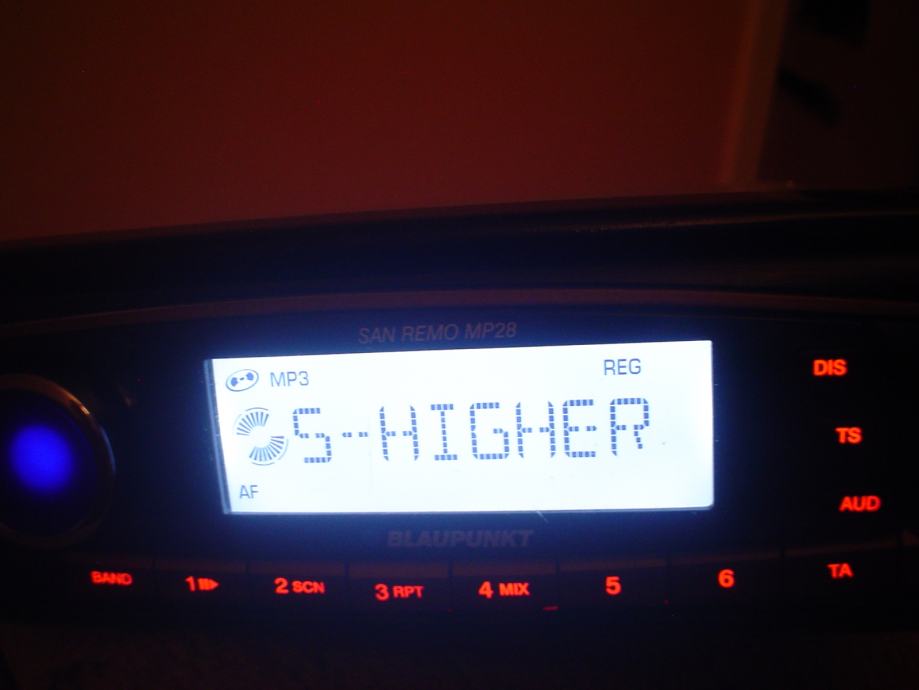 SAN REMO MP28
MP3 REG
S-HIGHER
AF
BLAUPUNKT
DIS
TS
AUD
BAND 1 2 SCN 3 RPT 4 MIX 5 6 TA